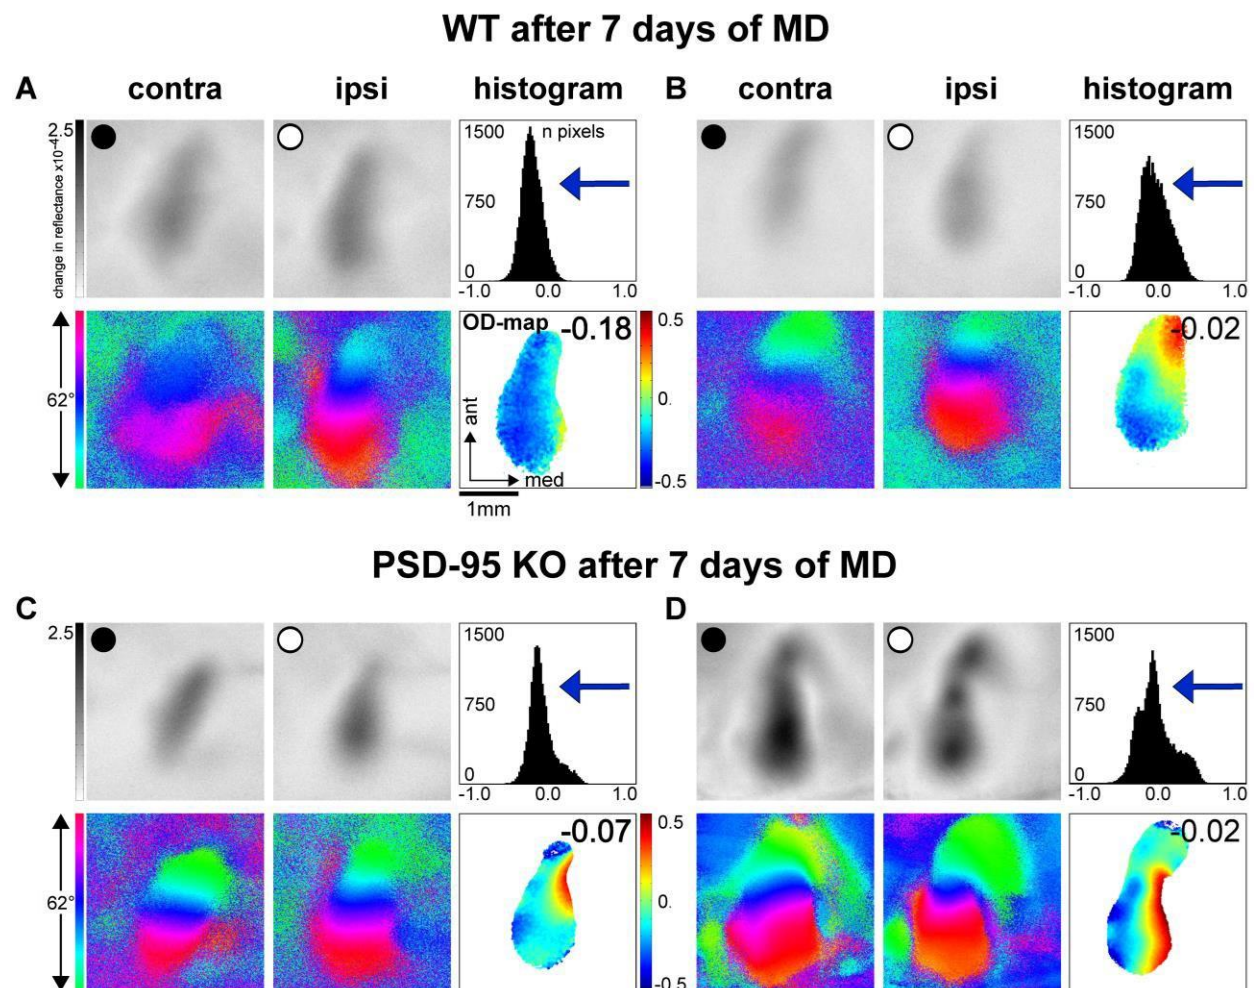 WT after 7 days of MD
A contra ipsi histogram B contra ipsi histogram
2.5 1500 n pixels 1500
change in reflectance x10-4
750 750
0 0
-1.0 0.0 1.0 -1.0 0.0 1.0
OD-map -0.18 0.5 -0.02
62° ant 0.
med -0.5
1mm
PSD-95 KO after 7 days of MD
C D
2.5 1500 1500
750 750
0 0
-1.0 0.0 1.0 -1.0 0.0 1.0
-0.07 0.5 -0.02
62° 0.
-0.5